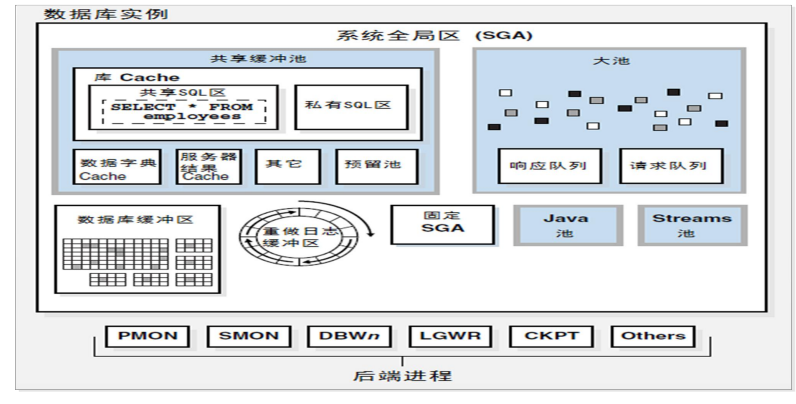 数据库实例
系统全局区 (SGA)
共享缓冲池
库 Cache
共享SQL区
SELECT * FROM
employees
私有SQL区
数据字典
Cache
服务器
结果
Cache
其它
预留池
大池
响应队列
请求队列
数据库缓冲区
重做日志
缓冲区
固定
SGA
Java
池
Streams
池
PMON
SMON
DBWn
LGWR
CKPT
Others
后端进程